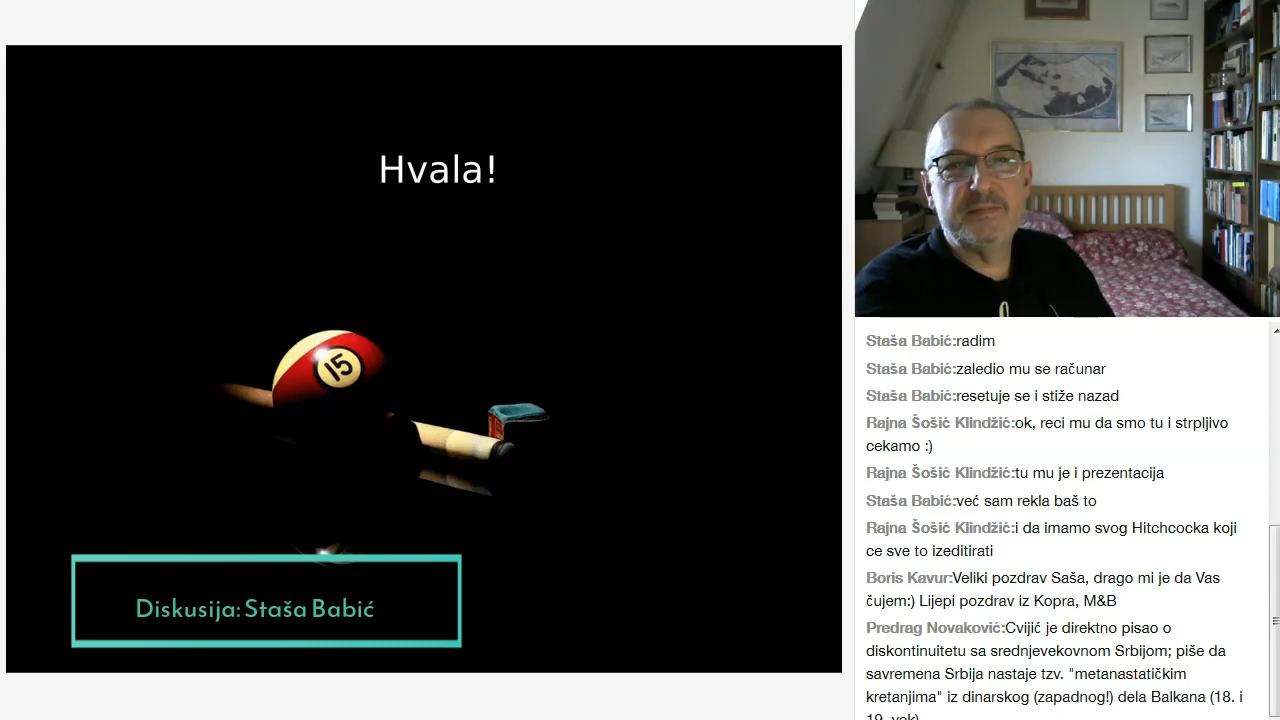 Hvala!
15
Diskusija: Staša Babić
Staša Babić:radim
Staša Babić:zaledio mu se računar
Staša Babić:resetuje se i stiže nazad
Rajna Šošić Klindžić:ok, reci mu da smo tu i strpljivo
cekamo :)
Rajna Šošić Klindžić:tu mu je i prezentacija
Staša Babić:već sam rekla baš to
Rajna Šošić Klindžić:i da imamo svog Hitchcocka koji
ce sve to izeditirati
Boris Kavur:Veliki pozdrav Saša, drago mi je da Vas
čujem:) Lijepi pozdrav iz Kopra, M&B
Predrag Novaković:Cvijić je direktno pisao o
diskontinuitetu sa srednjevekovnom Srbijom; piše da
savremena Srbija nastaje tzv. "metanastatičkim
kretanjima" iz dinarskog (zapadnog!) dela Balkana (18. i
19. vek)